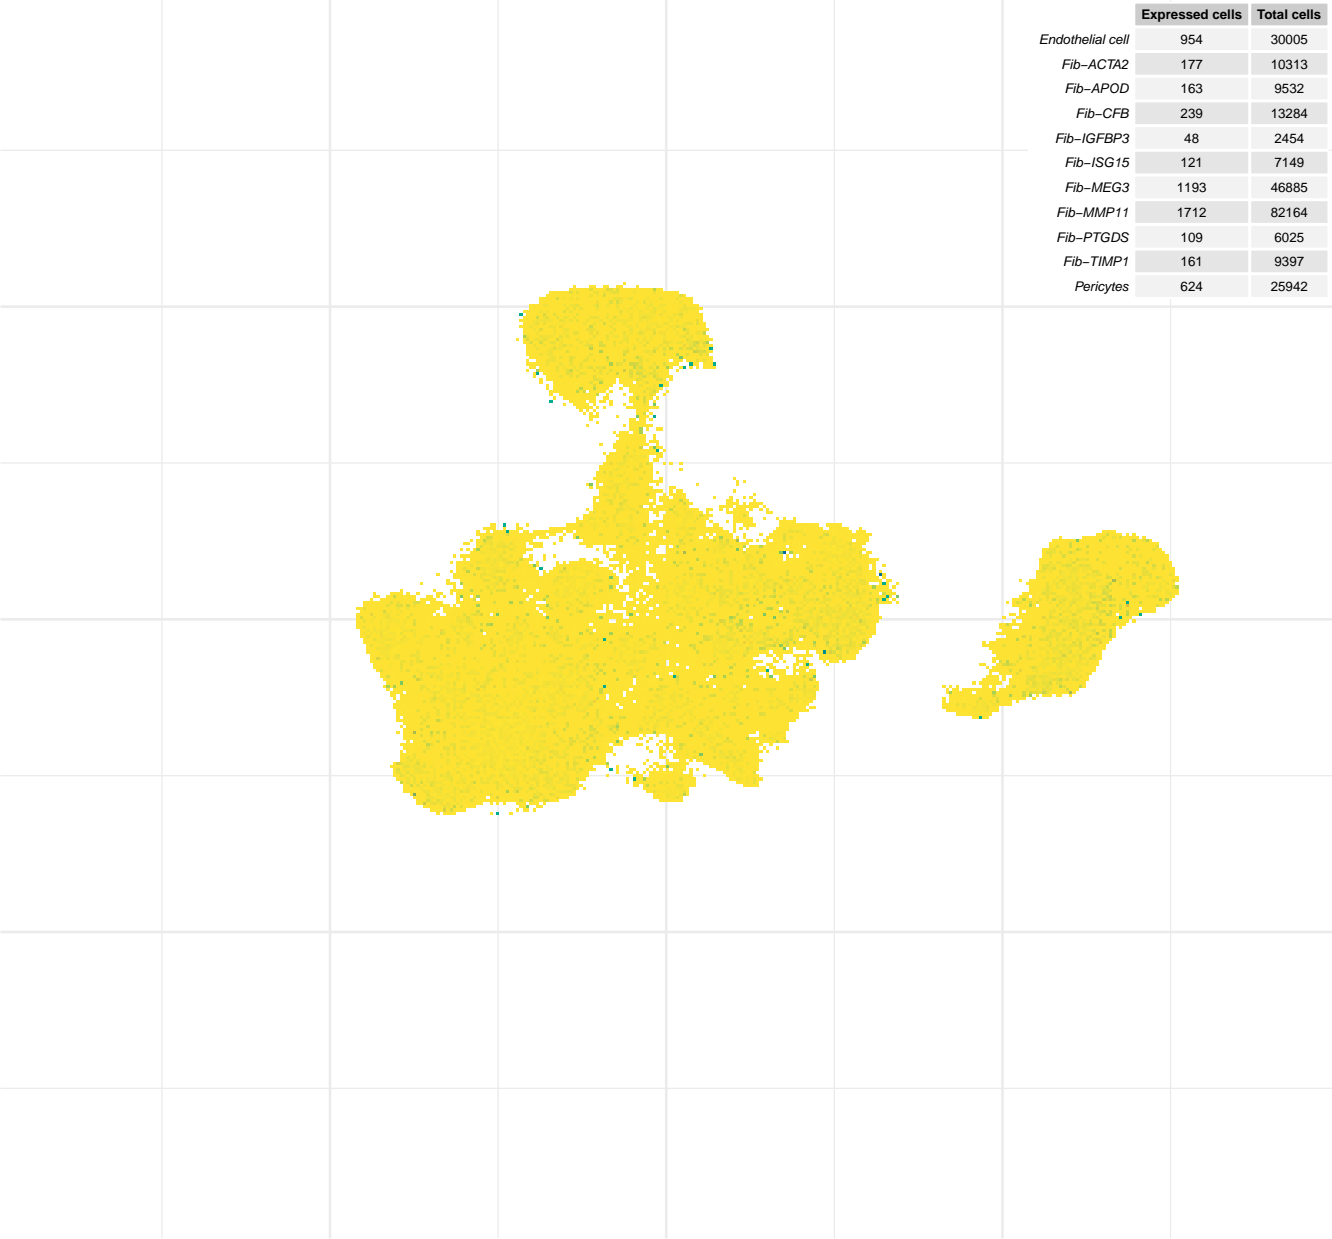 Expressed cells Total cells
Endothelial cell 954 30005
Fib−ACTA2 177 10313
Fib−APOD 163 9532
Fib−CFB 239 13284
Fib−IGFBP3 48 2454
Fib−ISG15 121 7149
Fib−MEG3 1193 46885
Fib−MMP11 1712 82164
Fib−PTGDS 109 6025
Fib−TIMP1 161 9397
Pericytes 624 25942